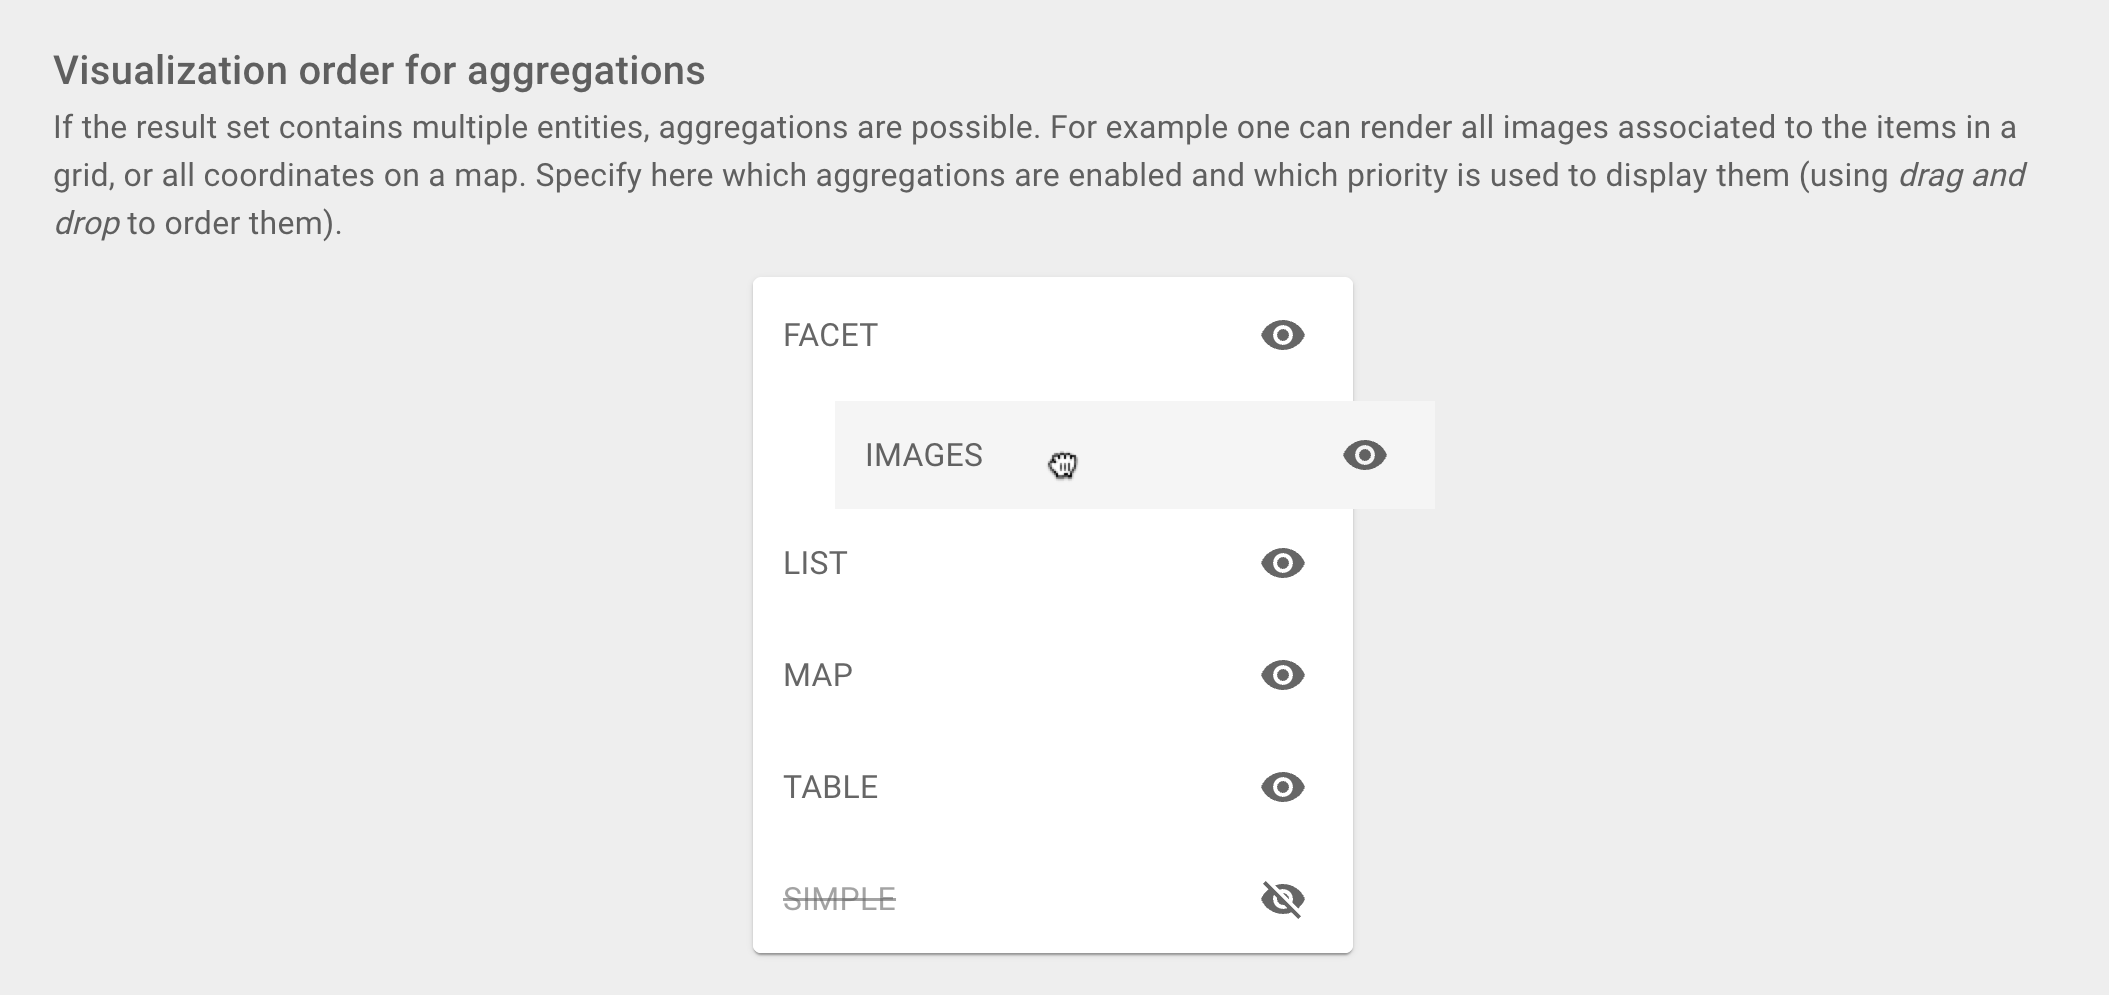 Visualization order for aggregations
If the result set contains multiple entities, aggregations are possible. For example one can render all images associated to the items in a
grid, or all coordinates on a map. Specify here which aggregations are enabled and which priority is used to display them (using drag and
drop to order them).
FACET
IMAGES
LIST
MAP
TABLE
SIMPLE